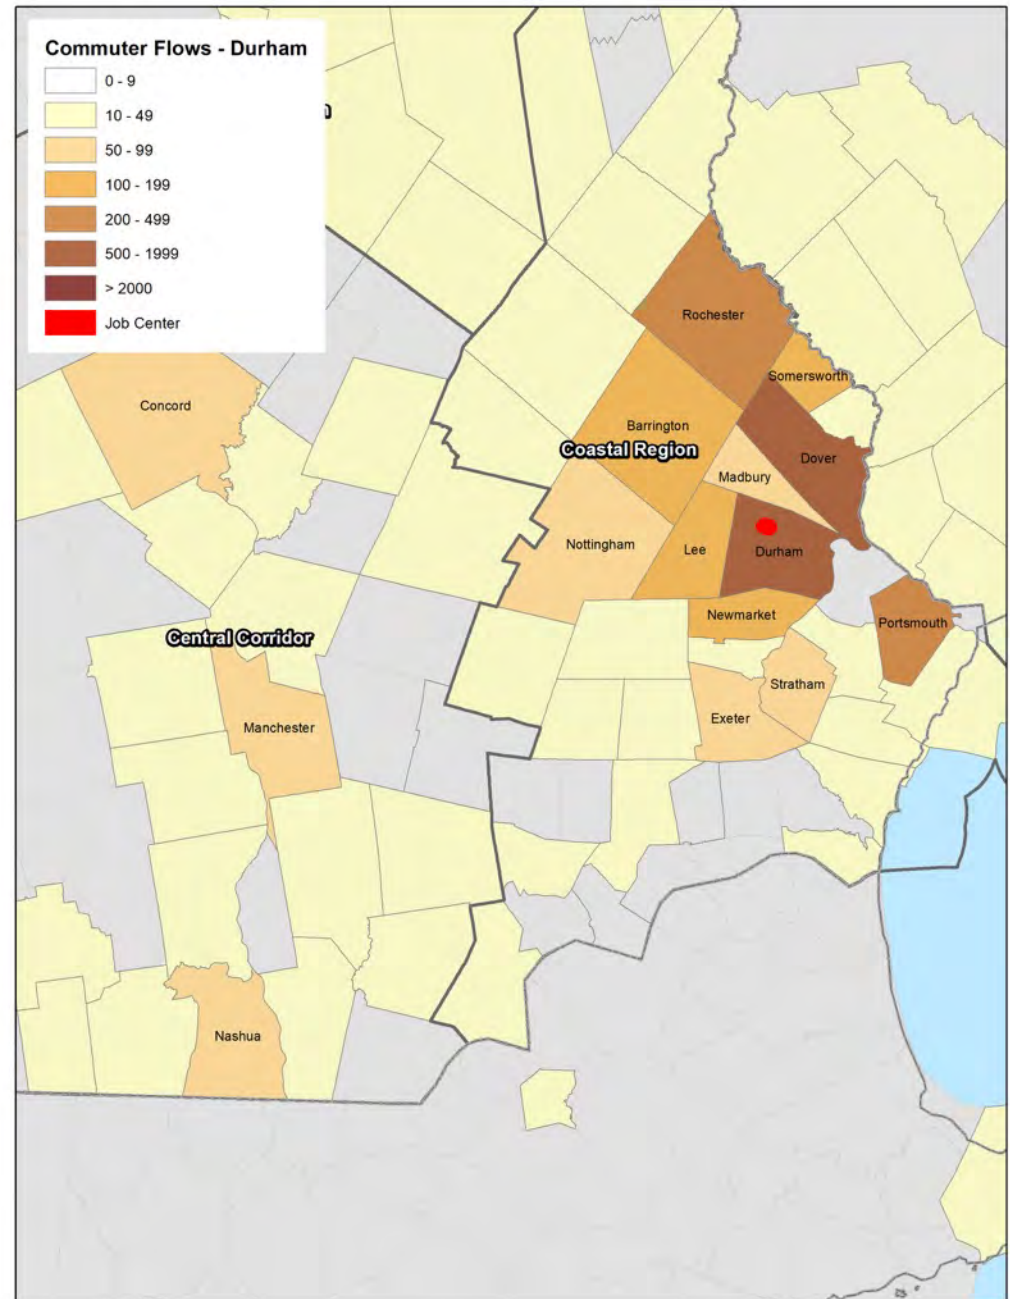 Commuter Flows - Durham
0 - 9
10 - 49
50 - 99
100 - 199
200 - 499
500 - 1999
> 2000
Job Center
Rochester
Somersworth
Concord
Barrington
Coastal Region
Dover
Madbury
Nottingham
Lee
Durham
Newmarket
Portsmouth
Central Corridor
Stratham
Exeter
Manchester
Nashua